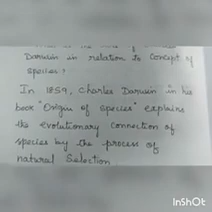 Darwin in relation to Concept of
Species?
In 1859, Charles Darwin in his
book "Origin of species" explains
the evolutionary connection of
species by the process of
natural Selection
InShOt